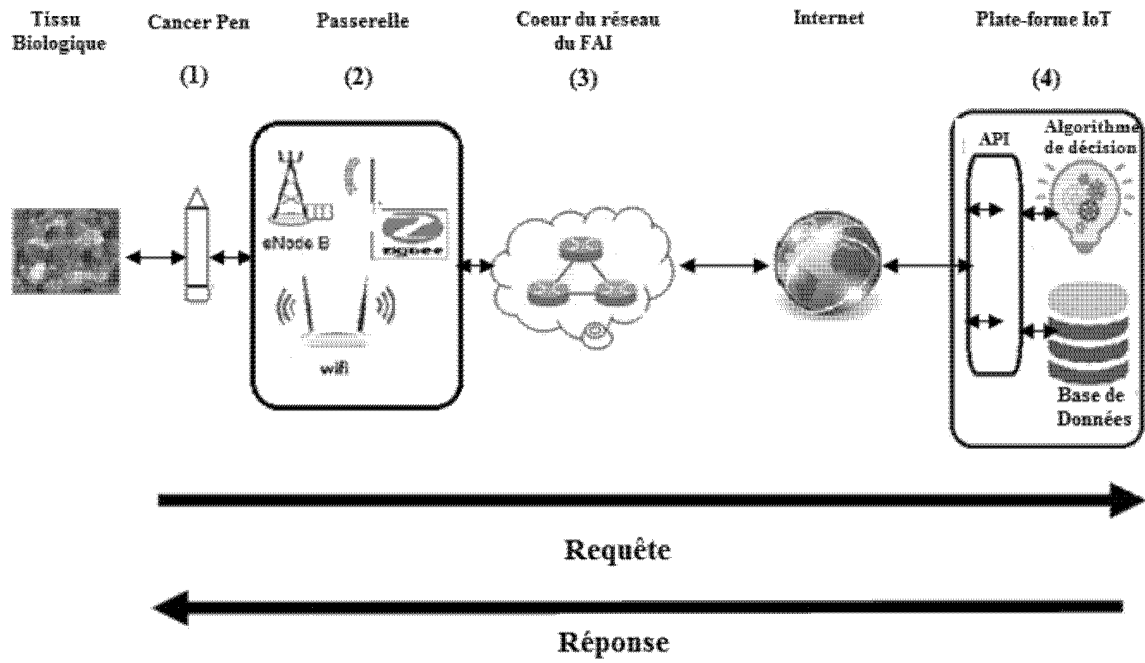 Tissu
Biologique
Cancer Pen
(1)
Passerelle
(2)
Coeur du réseau
du FAI
(3)
Internet
Plate-forme IoT
(4)
eNode B
wifi
API
Algorithme
de décision
Base de
Données
Requête
Réponse